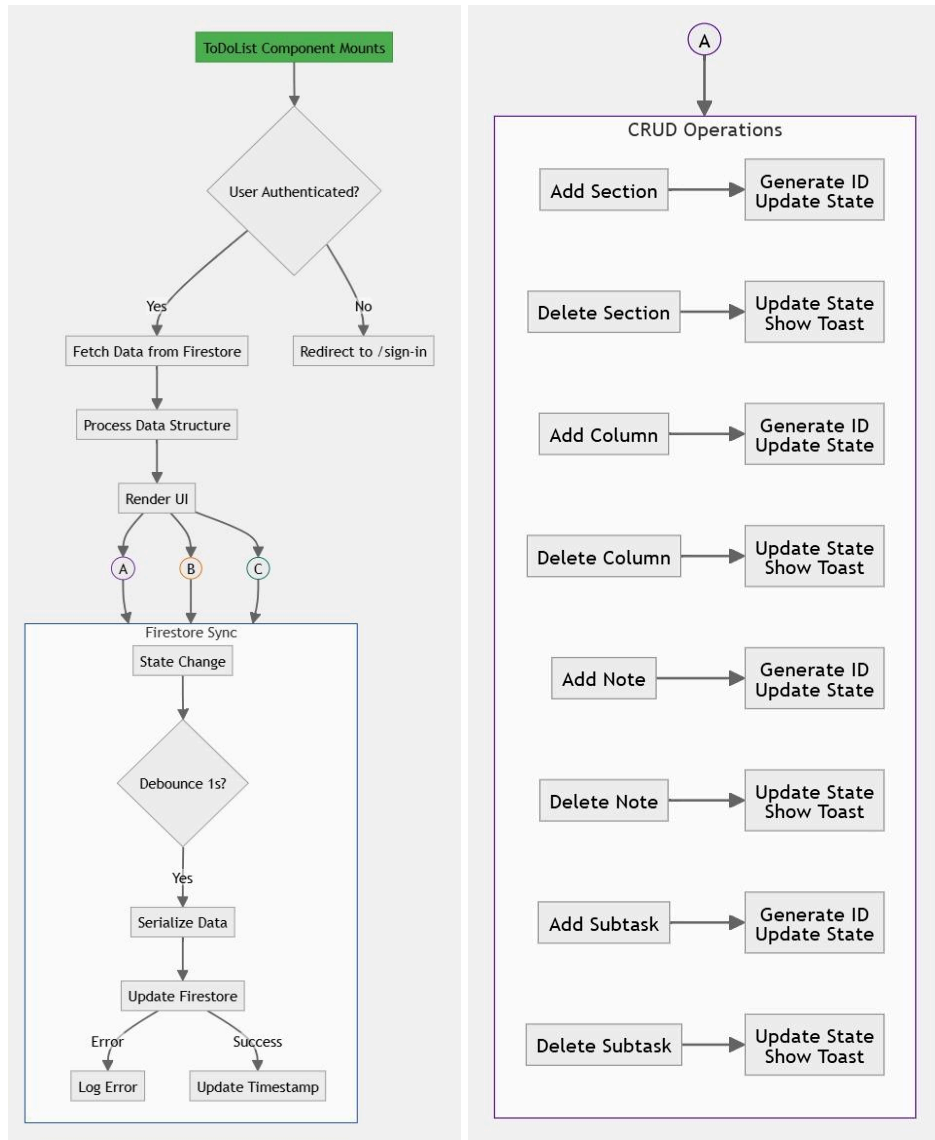 ToDoList Component Mounts
User Authenticated?
Yes
No
Fetch Data from Firestore
Redirect to /sign-in
Process Data Structure
Render UI
A
B
C
Firestore Sync
State Change
Debounce 1s?
Yes
Serialize Data
Update Firestore
Error
Success
Log Error
Update Timestamp
A
CRUD Operations
Add Section
Generate ID
Update State
Delete Section
Update State
Show Toast
Add Column
Generate ID
Update State
Delete Column
Update State
Show Toast
Add Note
Generate ID
Update State
Delete Note
Update State
Show Toast
Add Subtask
Generate ID
Update State
Delete Subtask
Update State
Show Toast